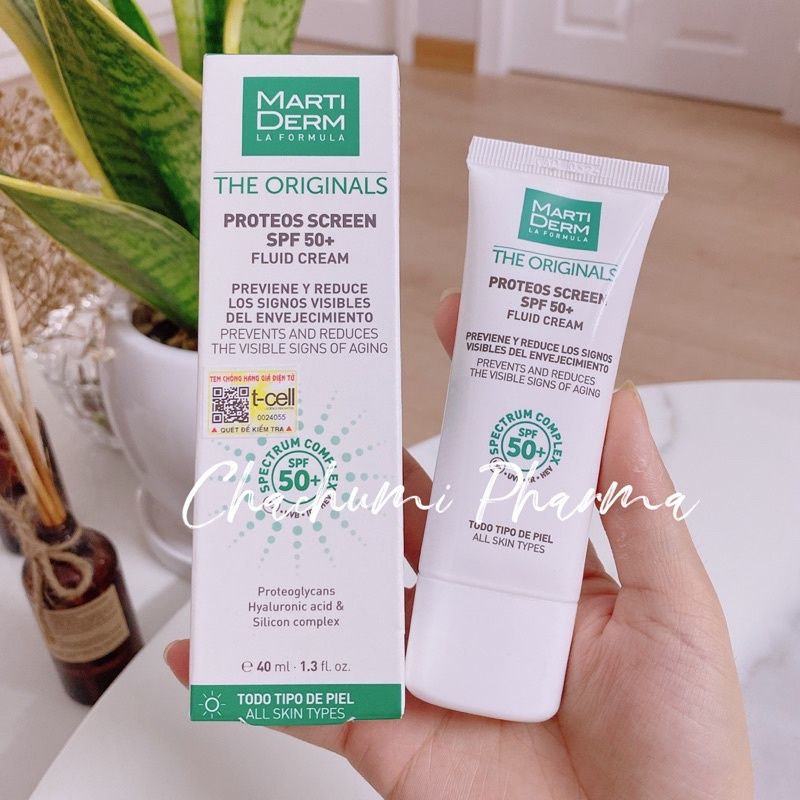 MARTI
DERM
LA FORMULA
THE ORIGINALS
PROTEOS SCREEN
SPF 50+
FLUID CREAM
PREVIENE Y REDUCE
LOS SIGNOS VISIBLES
DEL ENVEJECIMIENTO
PREVENTS AND REDUCES
THE VISIBLE SIGNS OF AGING
TEM CHỐNG HÀNG GIẢ ĐIỆN TỬ
t-cell
0024055
QUÉT ĐỂ KIỂM TRA
SPECTRUM COMPLEX
SPF
50+
UVB
Proteoglycans
Hyaluronic acid &
Silicon complex
e 40 ml · 1.3 fl. oz.
TODO TIPO DE PIEL
ALL SKIN TYPES
MARTI
DERM
LA FORMULA
THE ORIGINALS
PROTEOS SCREEN
SPF 50+
FLUID CREAM
PREVIENE Y REDUCE LOS SIGNOS
VISIBLES DEL ENVEJECIMIENTO
PREVENTS AND REDUCES
THE VISIBLE SIGNS OF AGING
SPECTRUM COMPLEX
SPF
50+
HEV
TODO TIPO DE PIEL
ALL SKIN TYPES
Chachumi Pharma